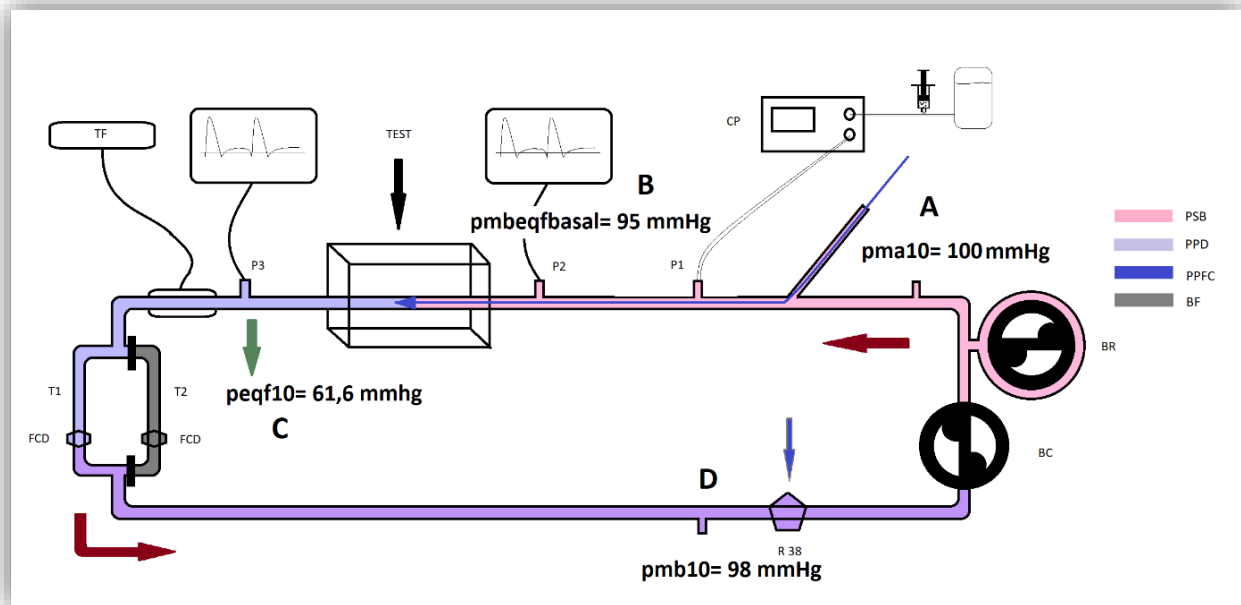 TF
TEST
CP
B
pmbeqfbasal= 95 mmHg
A
pma10= 100 mmHg
PSB
PPD
PPFC
BF
P3
P2
P1
BR
peqf10= 61,6 mmhg
C
T1
T2
FCD
FCD
BC
D
R 38
pmb10= 98 mmHg